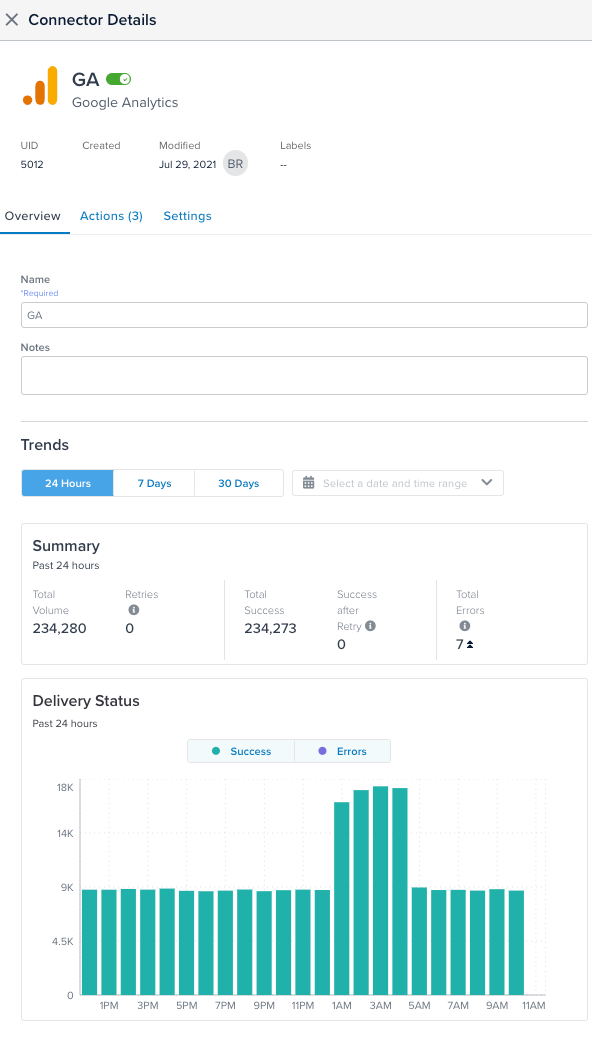 Connector Details
GA
Google Analytics
UID Created Modified Labels
5012 Jul 29, 2021 BR --
Overview Actions (3) Settings
Name
*Required
GA
Notes
Trends
24 Hours 7 Days 30 Days Select a date and time range
Summary
Past 24 hours
Total Volume
234,280
Retries
0
Total Success
234,273
Success after Retry
0
Total Errors
7
Delivery Status
Past 24 hours
Success Errors
18K
14K
9K
4.5K
0
1PM 3PM 5PM 7PM 9PM 11PM 1AM 3AM 5AM 7AM 9AM 11AM